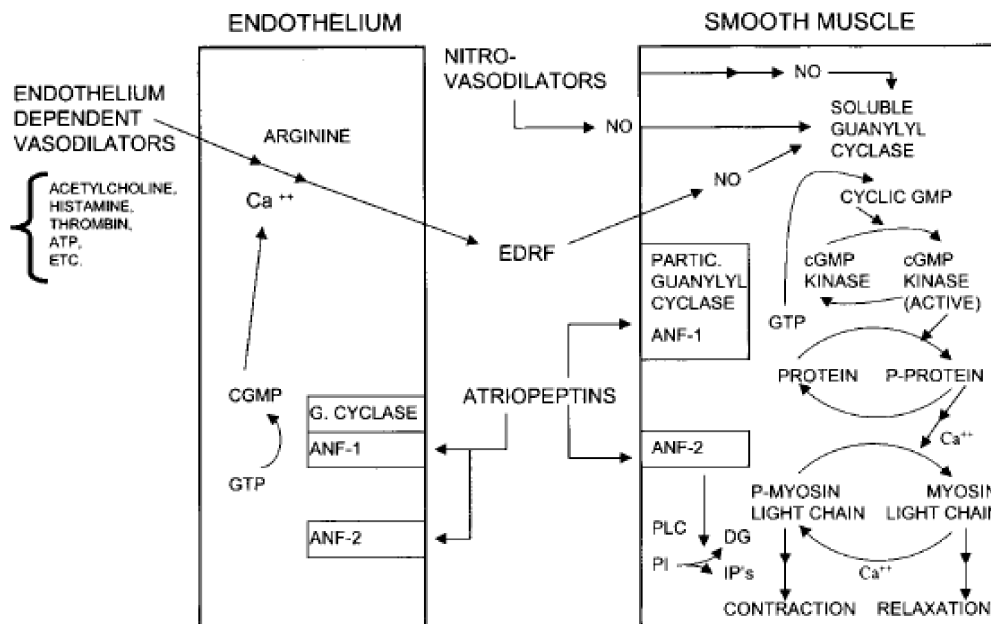 ENDOTHELIUM
SMOOTH MUSCLE
ENDOTHELIUM
DEPENDENT
VASODILATORS
ACETYLCHOLINE,
HISTAMINE,
THROMBIN,
ATP,
ETC.
ARGININE
Ca ++
CGMP
GTP
G. CYCLASE
ANF-1
ANF-2
NITRO-
VASODILATORS
NO
EDRF
ATRIOPEPTINS
NO
SOLUBLE
GUANYLYL
CYCLASE
NO
CYCLIC GMP
PARTIC.
GUANYLYL
CYCLASE
ANF-1
cGMP
KINASE
cGMP
KINASE
(ACTIVE)
GTP
PROTEIN
P-PROTEIN
Ca++
ANF-2
P-MYOSIN
LIGHT CHAIN
MYOSIN
LIGHT CHAIN
PLC
DG
PI
IP's
Ca++
CONTRACTION
RELAXATION